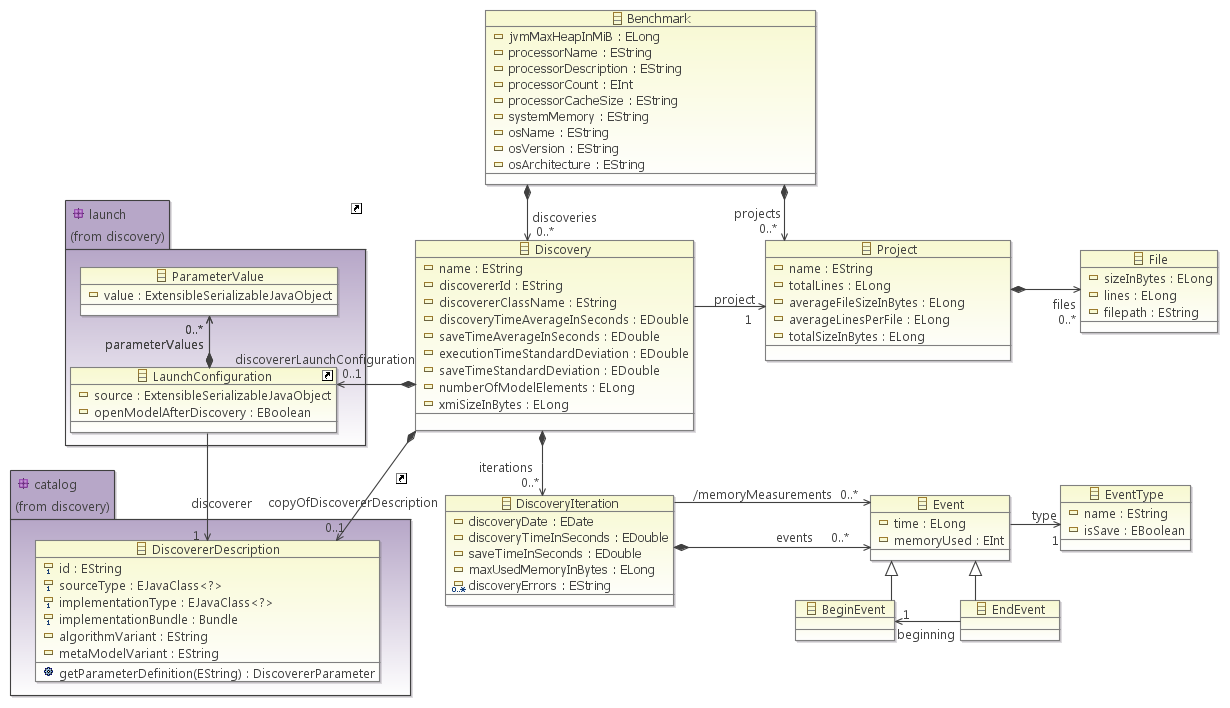 Benchmark
jvmMaxHeapInMiB : ELong
processorName : EString
processorDescription : EString
processorCount : EInt
processorCacheSize : EString
systemMemory : EString
osName : EString
osVersion : EString
osArchitecture : EString
discoveries
0..*
projects
0..*
launch
(from discovery)
ParameterValue
value : ExtensibleSerializableJavaObject
0..*
parameterValues
LaunchConfiguration
source : ExtensibleSerializableJavaObject
openModelAfterDiscovery : EBoolean
discovererLaunchConfiguration
0..1
Discovery
name : EString
discovererId : EString
discovererClassName : EString
discoveryTimeAverageInSeconds : EDouble
saveTimeAverageInSeconds : EDouble
executionTimeStandardDeviation : EDouble
saveTimeStandardDeviation : EDouble
numberOfModelElements : ELong
xmiSizeInBytes : ELong
project
1
Project
name : EString
totalLines : ELong
averageFileSizeInBytes : ELong
averageLinesPerFile : ELong
totalSizeInBytes : ELong
files
0..*
File
sizeInBytes : ELong
lines : ELong
filepath : EString
catalog
(from discovery)
discoverer
1
copyOfDiscovererDescription
0..1
DiscovererDescription
1 id : EString
1 sourceType : EJavaClass<?>
1 implementationType : EJavaClass<?>
1 implementationBundle : Bundle
algorithmVariant : EString
metaModelVariant : EString
getParameterDefinition(EString) : DiscovererParameter
iterations
0..*
DiscoveryIteration
discoveryDate : EDate
discoveryTimeInSeconds : EDouble
saveTimeInSeconds : EDouble
maxUsedMemoryInBytes : ELong
0..* discoveryErrors : EString
/memoryMeasurements 0..*
events 0..*
Event
time : ELong
memoryUsed : EInt
type
1
EventType
name : EString
isSave : EBoolean
BeginEvent
1
beginning
EndEvent